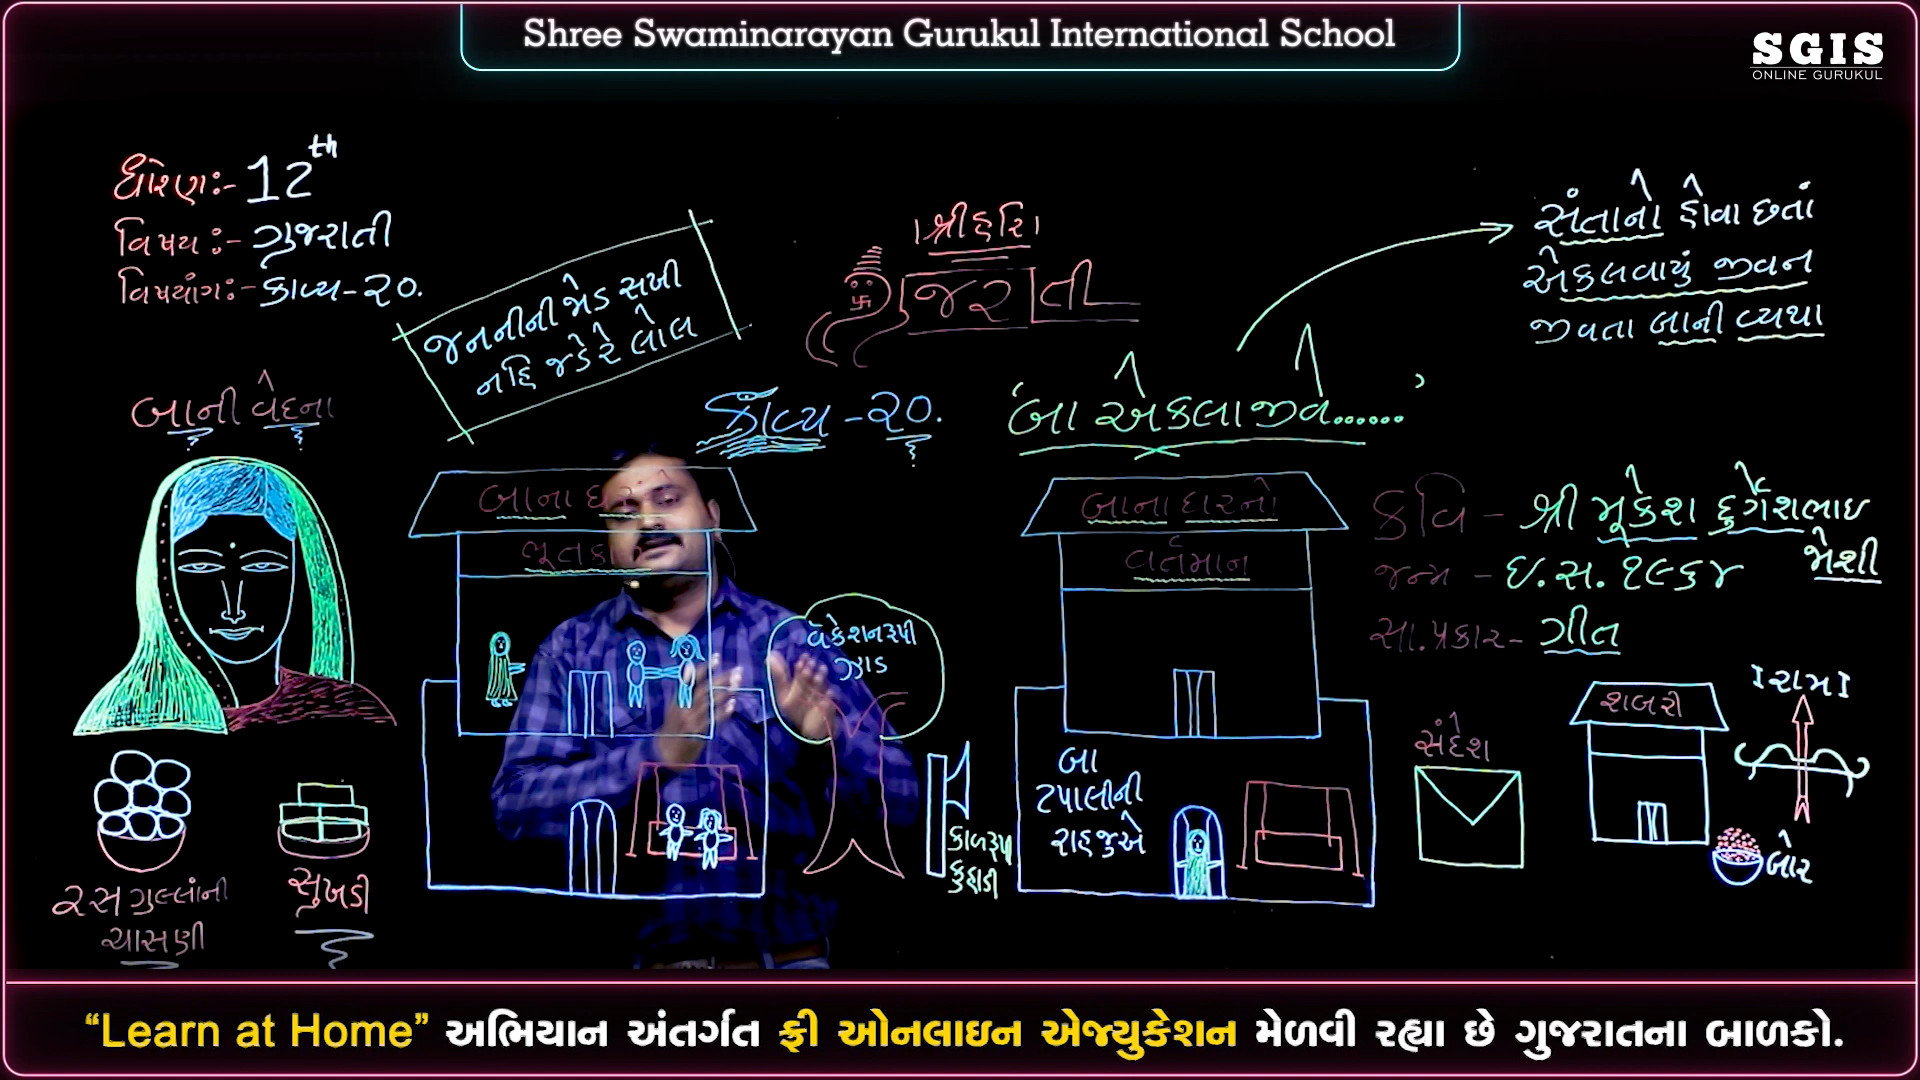 Shree Swaminarayan Gurukul International School
SGIS
ONLINE GURUKUL
ધોરણઃ- 12th
વિષયઃ- ગુજરાતી
વિષયાંગઃ- કાવ્ય-૨૦.
જનનીની જોડ સખી
નહિ જડે રે લોલ
।શ્રીહરિ।
ગુજરાતી
સંતાનો હોવા છતાં
એકલવાયું જીવન
જીવતા બાની વ્યથા
કાવ્ય-૨૦.
'બા એકલા જીવે......'
બાની વેદના
બાના ઘરનો
ભૂતકાળ
બાના ઘરનો
વર્તમાન
કવિ - શ્રી મૂકેશ દુર્ગેશભાઇ
જોશી
જન્મ - ઇ.સ. ૧૯૬૪
સા.પ્રકાર- ગીત
વૅકેશનરૂપી
ઝાડ
કાળરૂપી
કુહાડી
બા
ટપાલીની
રાહ જુએ
સંદેશ
શબરી
।રામ।
બોર
રસગુલ્લાંની
ચાસણી
સુખડી
“Learn at Home” અભિયાન અંતર્ગત ફ્રી ઓનલાઇન એજ્યુકેશન મેળવી રહ્યા છે ગુજરાતના બાળકો.